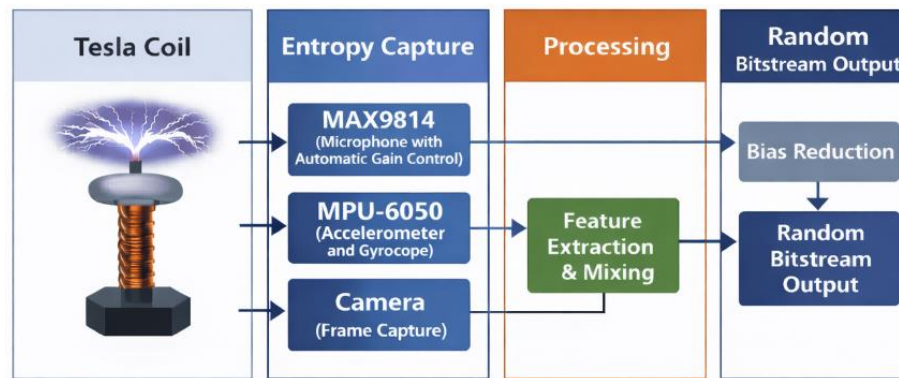 Tesla Coil
Entropy Capture
MAX9814
(Microphone with
Automatic Gain Control)
MPU-6050
(Accelerometer
and Gyrocope)
Camera
(Frame Capture)
Processing
Feature
Extraction
& Mixing
Random
Bitstream Output
Bias Reduction
Random
Bitstream
Output